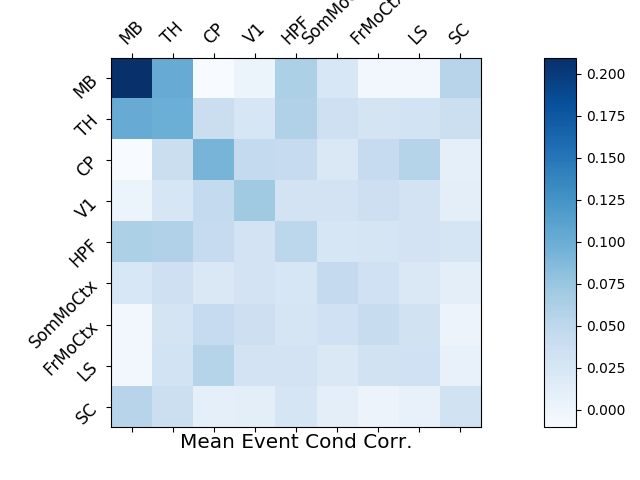 MB TH CP V1 HPF SomMoCtx FrMoCtx LS SC
MB
TH
CP
V1
HPF
SomMoCtx
FrMoCtx
LS
SC
0.200
0.175
0.150
0.125
0.100
0.075
0.050
0.025
0.000
Mean Event Cond Corr.